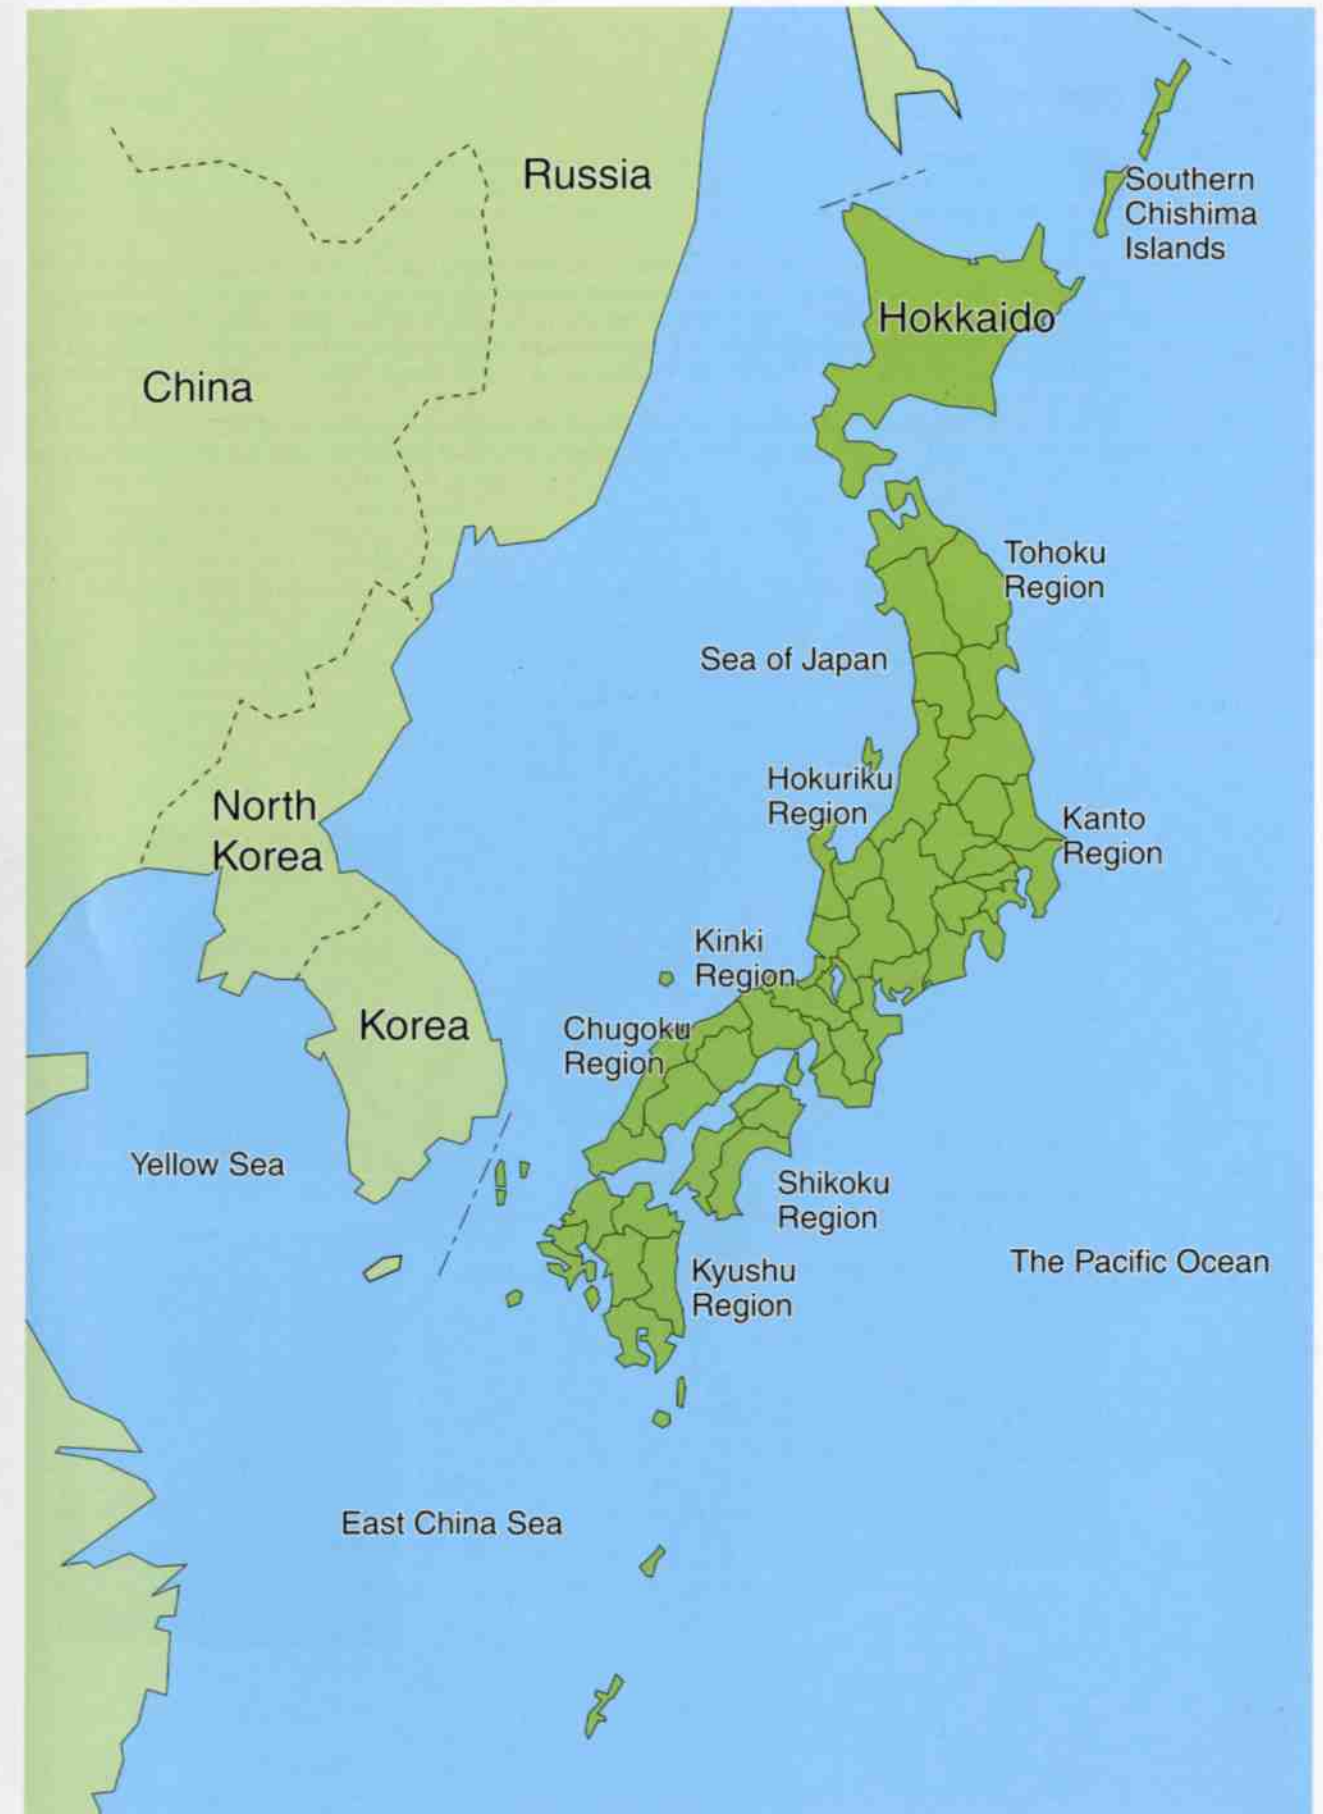 Russia
Southern
Chishima
Islands
Hokkaido
China
Tohoku
Region
Sea of Japan
Hokuriku
Region
North
Korea
Kanto
Region
Kinki
Region
Korea
Chugoku
Region
Yellow Sea
Shikoku
Region
The Pacific Ocean
Kyushu
Region
East China Sea